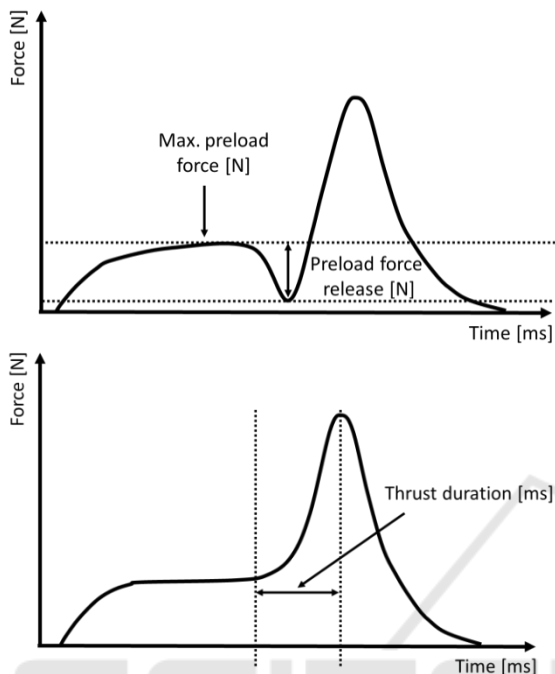 Force [N]
Max. preload
force [N]
Preload force
release [N]
Time [ms]
Force [N]
Thrust duration [ms]
Time [ms]